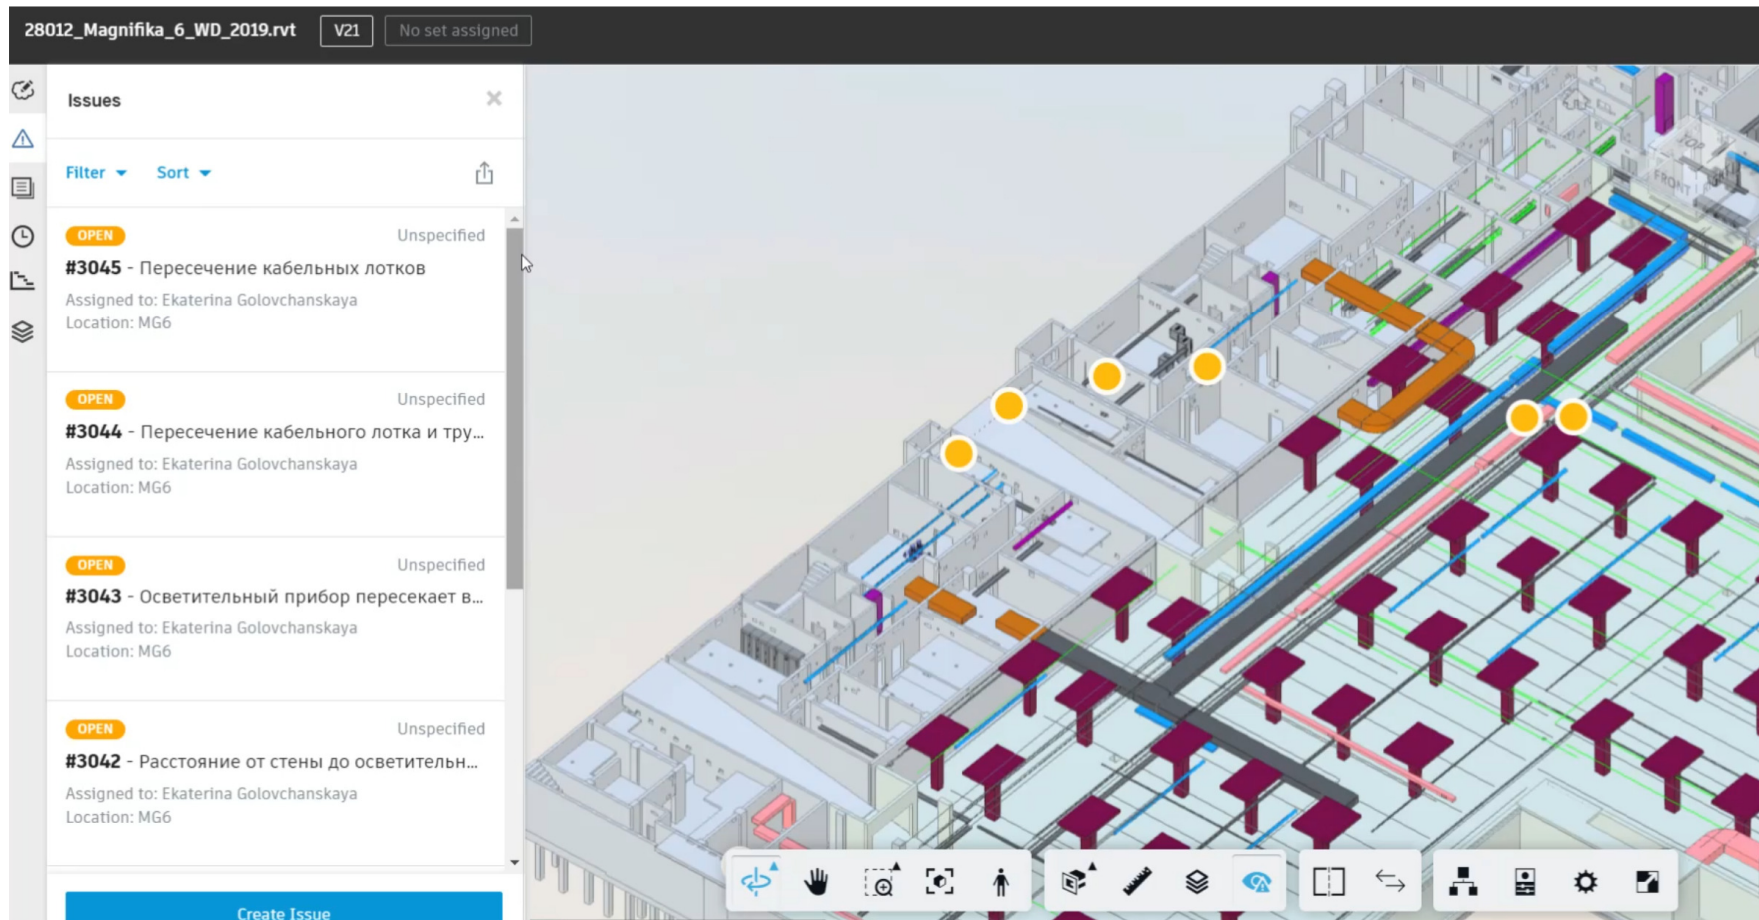 28012_Magnifika_6_WD_2019.rvt V21 No set assigned
Issues
Filter Sort
OPEN Unspecified
#3045 - Пересечение кабельных лотков
Assigned to: Ekaterina Golovchanskaya
Location: MG6
OPEN Unspecified
#3044 - Пересечение кабельного лотка и тру...
Assigned to: Ekaterina Golovchanskaya
Location: MG6
OPEN Unspecified
#3043 - Осветительный прибор пересекает в...
Assigned to: Ekaterina Golovchanskaya
Location: MG6
OPEN Unspecified
#3042 - Расстояние от стены до осветительн...
Assigned to: Ekaterina Golovchanskaya
Location: MG6
Create Issue
TOP
FRONT